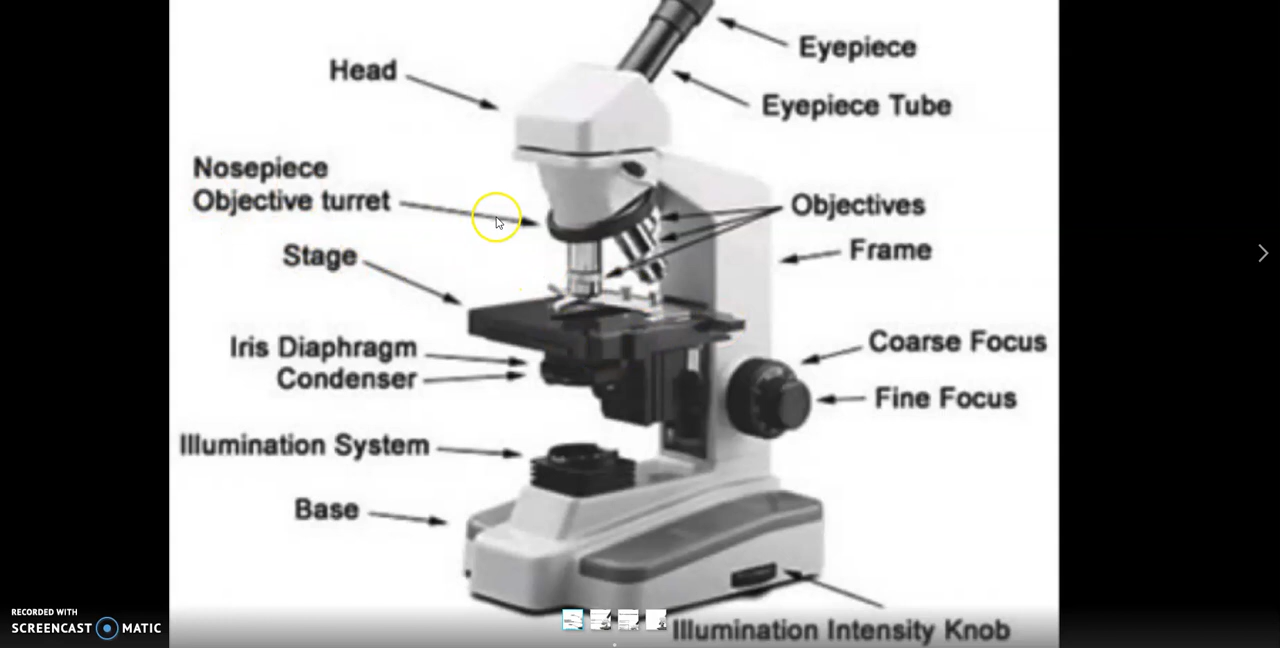 Eyepiece
Head
Eyepiece Tube
Nosepiece
Objective turret
Objectives
Stage
Frame
Iris Diaphragm
Condenser
Coarse Focus
Fine Focus
Illumination System
Base
Illumination Intensity Knob
RECORDED WITH
SCREENCAST MATIC